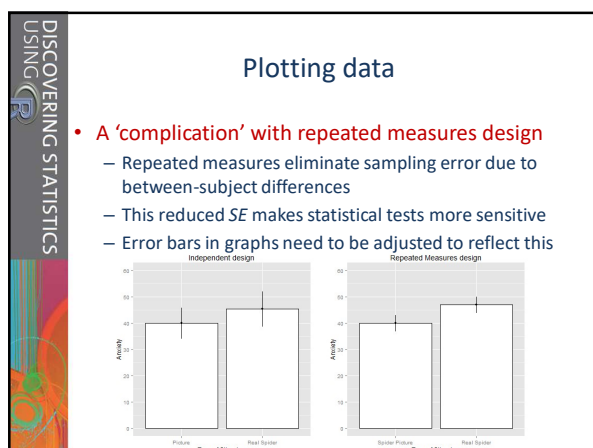 DISCOVERING STATISTICS
USING R
Plotting data
• A ‘complication’ with repeated measures design
– Repeated measures eliminate sampling error due to
between-subject differences
– This reduced SE makes statistical tests more sensitive
– Error bars in graphs need to be adjusted to reflect this
Independent design
60
50
40
30
20
10
0
Anxiety
Picture
Real Spider
Repeated Measures design
60
50
40
30
20
10
0
Anxiety
Spider Picture
Real Spider